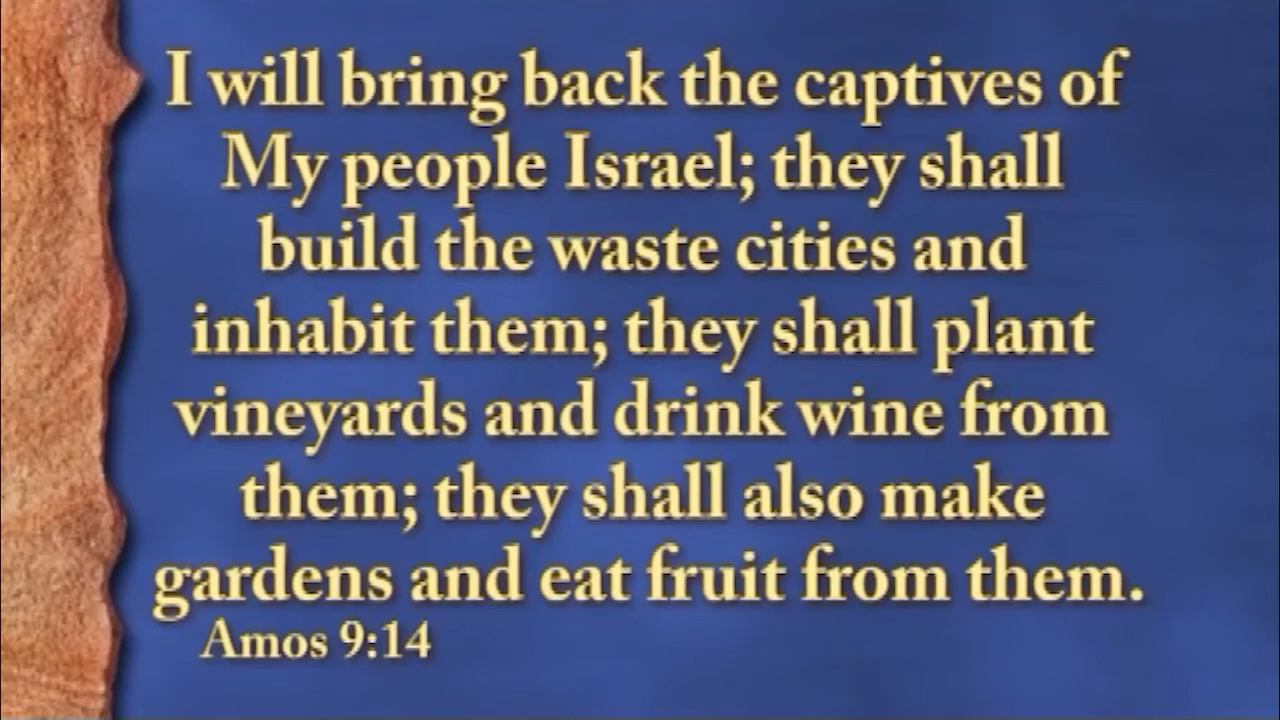 I will bring back the captives of
My people Israel; they shall
build the waste cities and
inhabit them; they shall plant
vineyards and drink wine from
them; they shall also make
gardens and eat fruit from them.
Amos 9:14